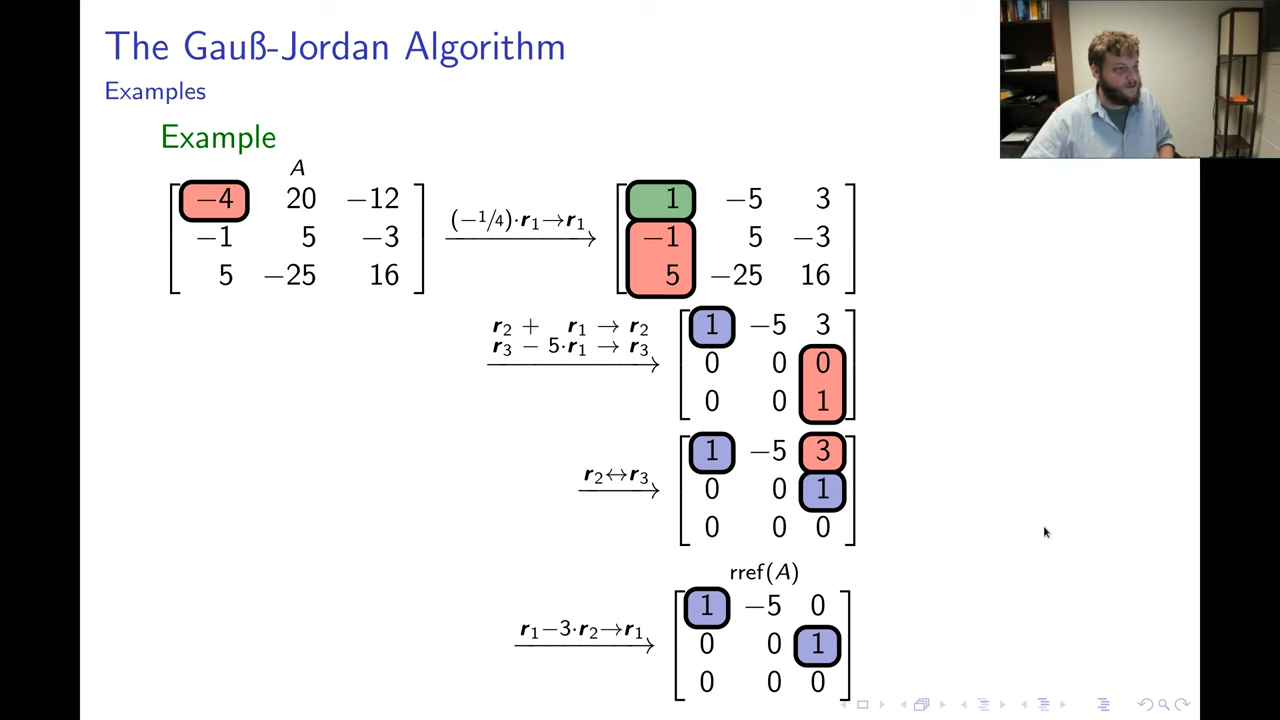 The Gauß-Jordan Algorithm
Examples
Example
A
−4 20 −12
−1 5 −3
5 −25 16
(−1/4)·r1→r1
1 −5 3
−1 5 −3
5 −25 16
r2 + r1 → r2
r3 − 5·r1 → r3
1 −5 3
0 0 0
0 0 1
r2↔r3
1 −5 3
0 0 1
0 0 0
r1−3·r2→r1
rref(A)
1 −5 0
0 0 1
0 0 0